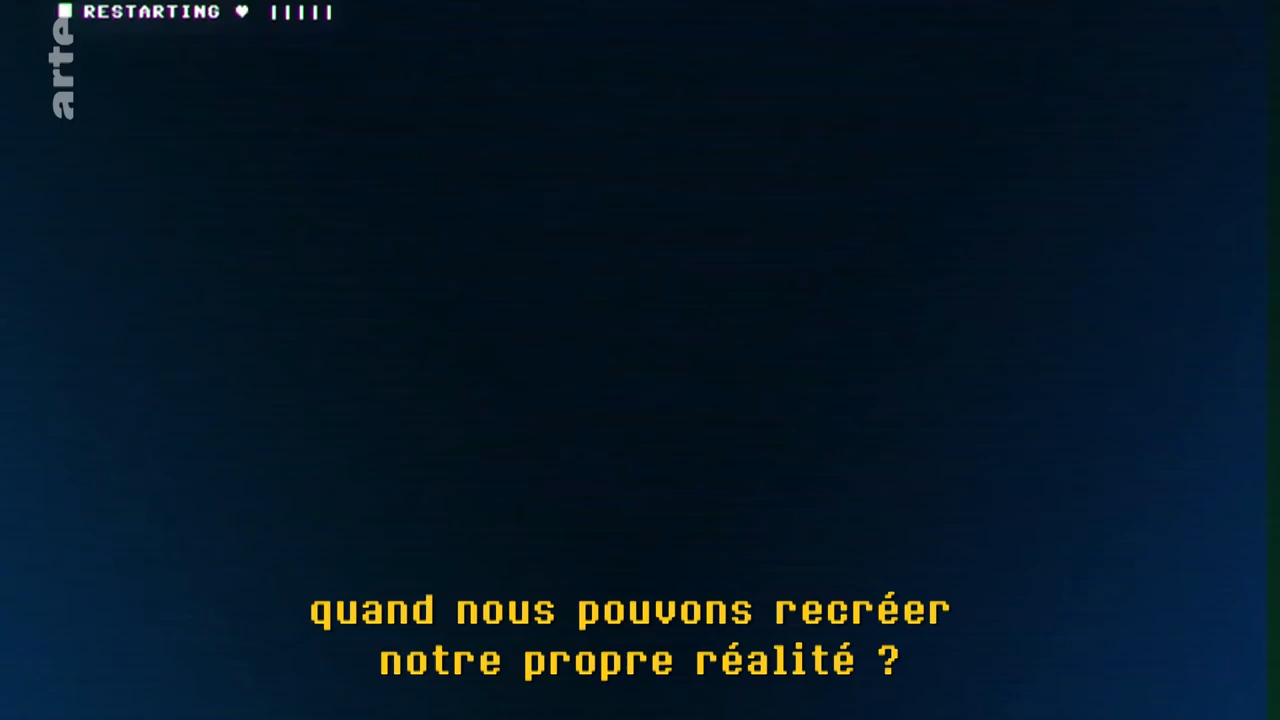 RESTARTING ♥ |||||
arte
quand nous pouvons recréer
notre propre réalité ?